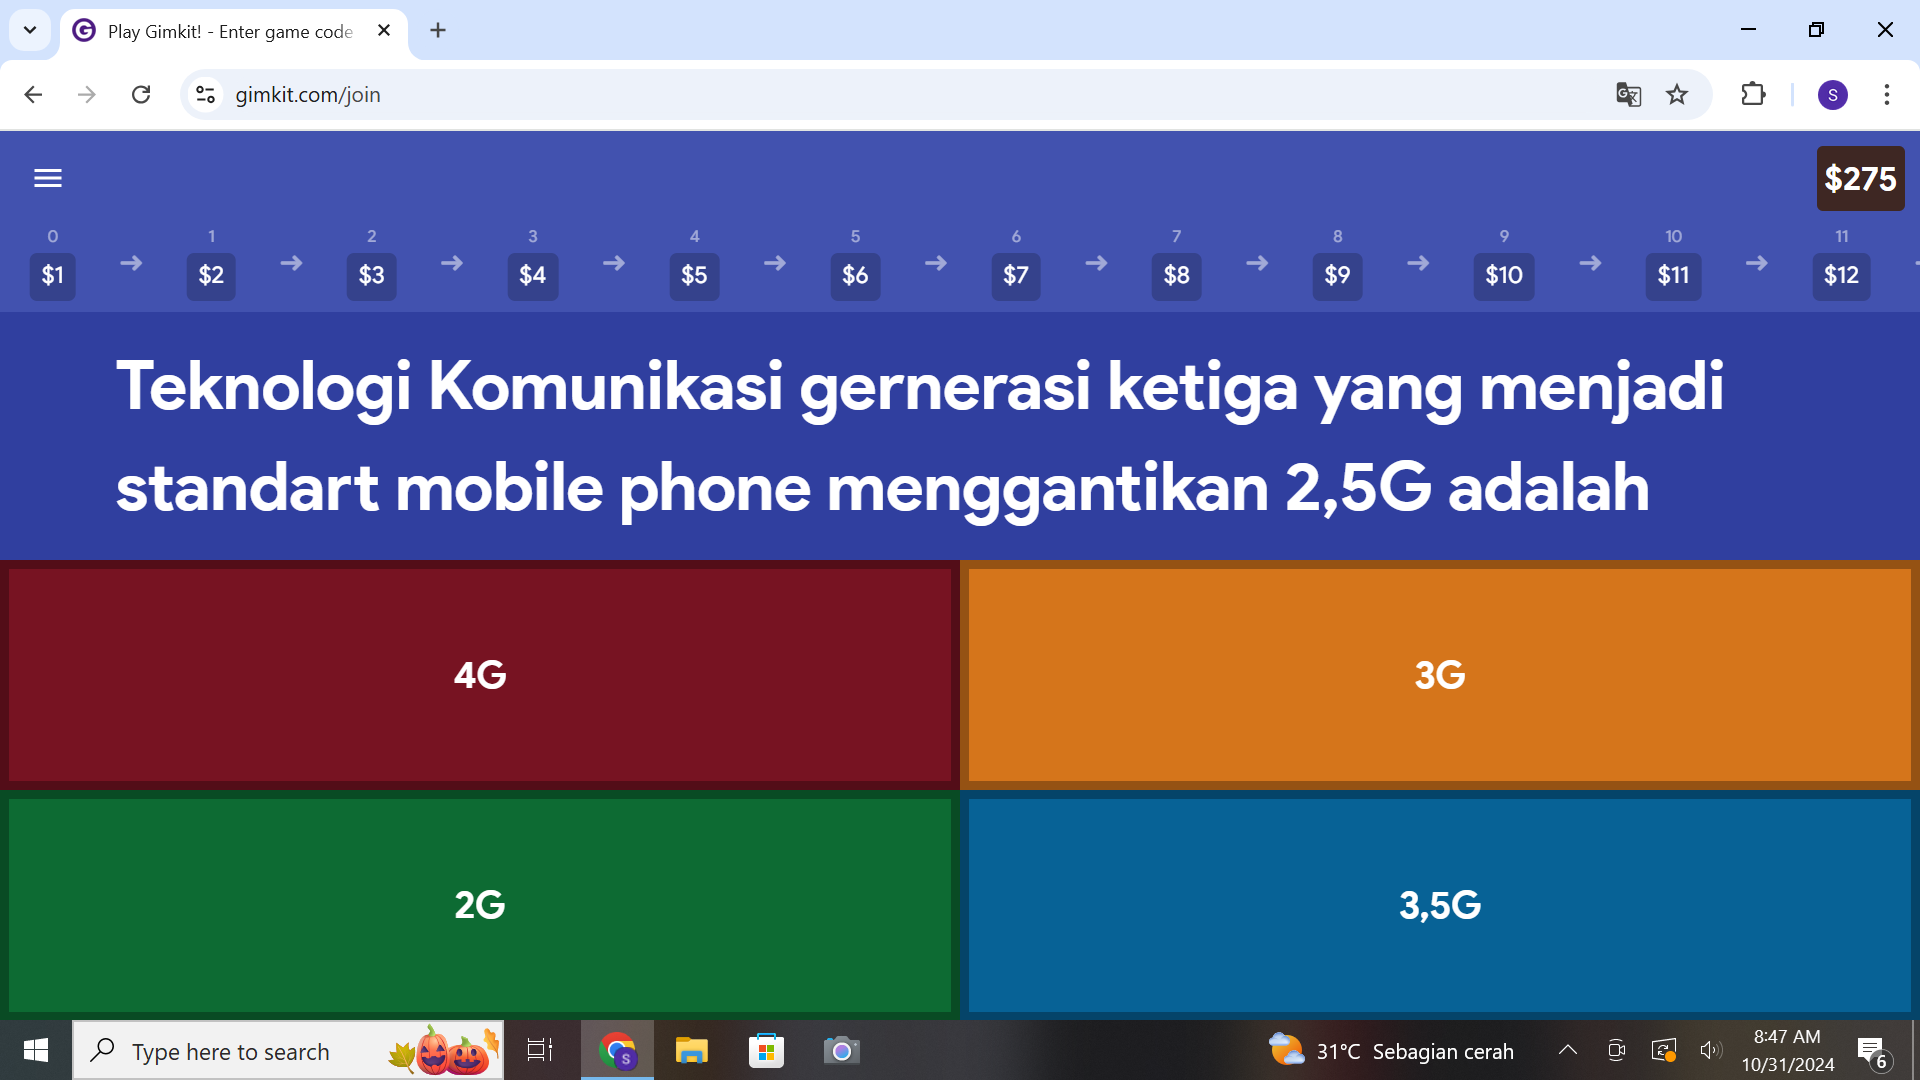 Play Gimkit! - Enter game code
gimkit.com/join
S
$275
0 1 2 3 4 5 6 7 8 9 10 11
$1 $2 $3 $4 $5 $6 $7 $8 $9 $10 $11 $12
Teknologi Komunikasi gernerasi ketiga yang menjadi
standart mobile phone menggantikan 2,5G adalah
4G
3G
2G
3,5G
Type here to search
S
31°C Sebagian cerah
8:47 AM
10/31/2024
6